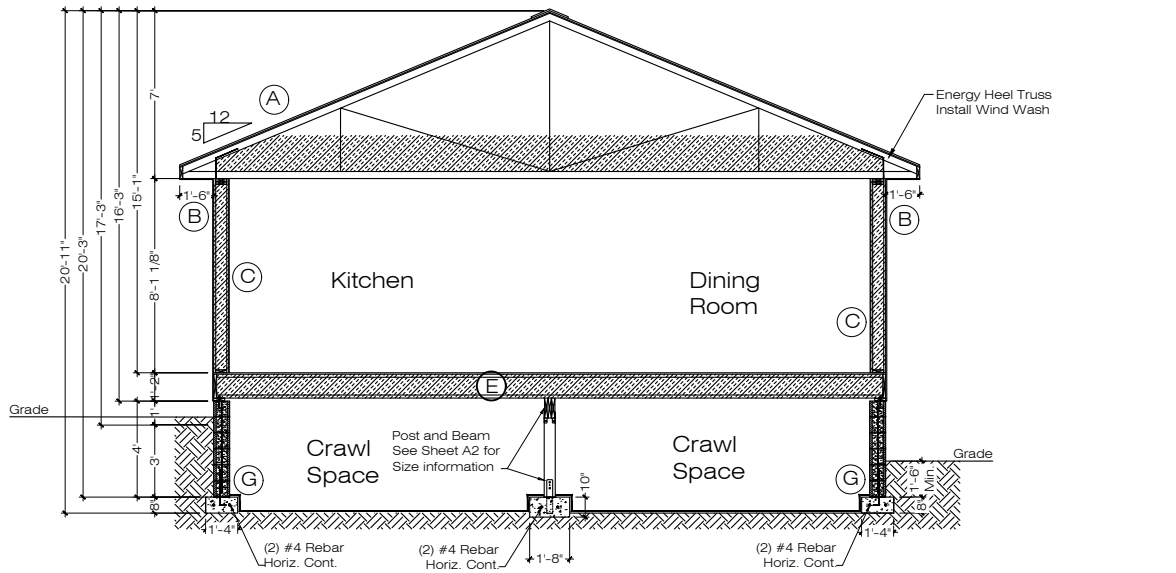 Energy Heel Truss
Install Wind Wash
A
12
5
7'
1'-6"
1'-6"
B
B
15'-1"
16'-3"
17'-3"
20'-3"
20'-11"
8'-1 1/8"
C
Kitchen
Dining
Room
C
1'-2"
E
Grade
1'
4'
3'
8"
Post and Beam
See Sheet A2 for
Size information
Crawl
Space
Crawl
Space
Grade
G
G
10"
1'-6"
Min.
8"
1'-4"
1'-8"
1'-4"
(2) #4 Rebar
Horiz. Cont.
(2) #4 Rebar
Horiz. Cont.
(2) #4 Rebar
Horiz. Cont.